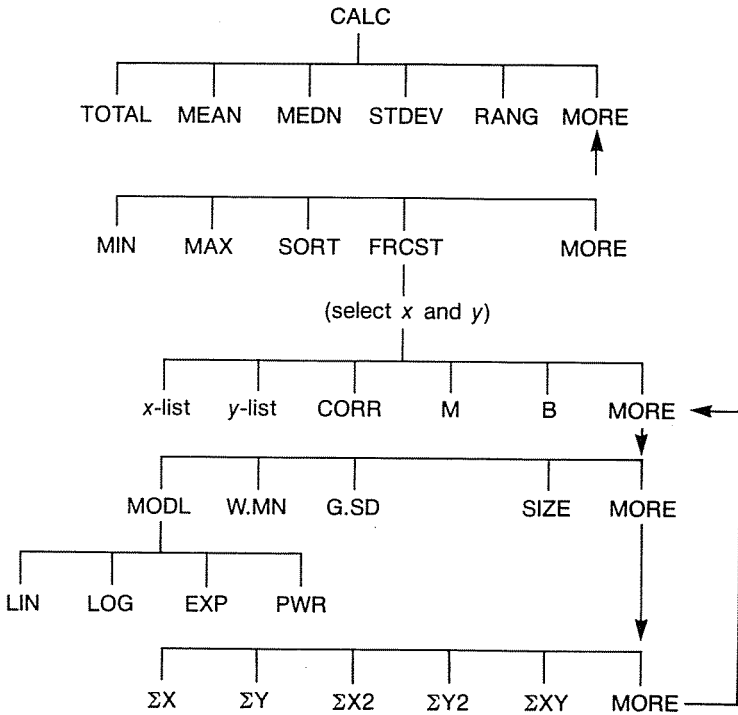 CALC
TOTAL MEAN MEDN STDEV RANG MORE
MIN MAX SORT FRCST MORE
(select x and y)
x-list y-list CORR M B MORE
MODL W.MN G.SD SIZE MORE
LIN LOG EXP PWR
ΣX ΣY ΣX2 ΣY2 ΣXY MORE